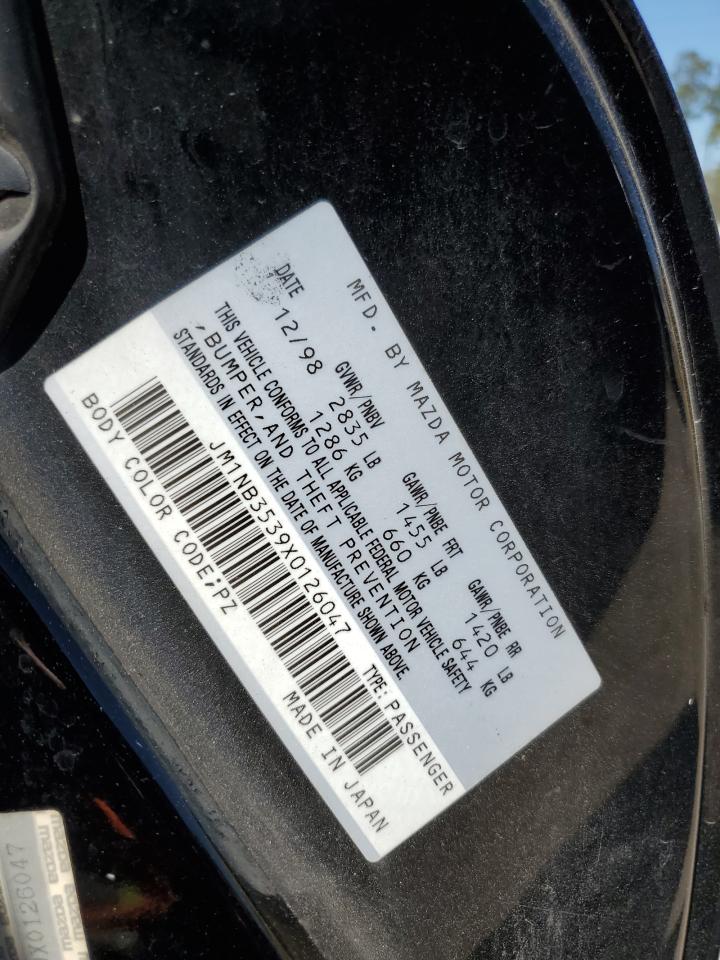 MFD. BY MAZDA MOTOR CORPORATION
DATE GVWR/PNBV GAWR/PNBE FRT GAWR/PNBE RR
12/98 2835 LB 1455 LB 1420 LB
1286 KG 660 KG 644 KG
THIS VEHICLE CONFORMS TO ALL APPLICABLE FEDERAL MOTOR VEHICLE SAFETY
/BUMPER/AND THEFT PREVENTION
STANDARDS IN EFFECT ON THE DATE OF MANUFACTURE SHOWN ABOVE.
JM1NB3539X0126047 TYPE;PASSENGER
BODY COLOR CODE;PZ MADE IN JAPAN
X0126047
mazda mazda
mazda mazda